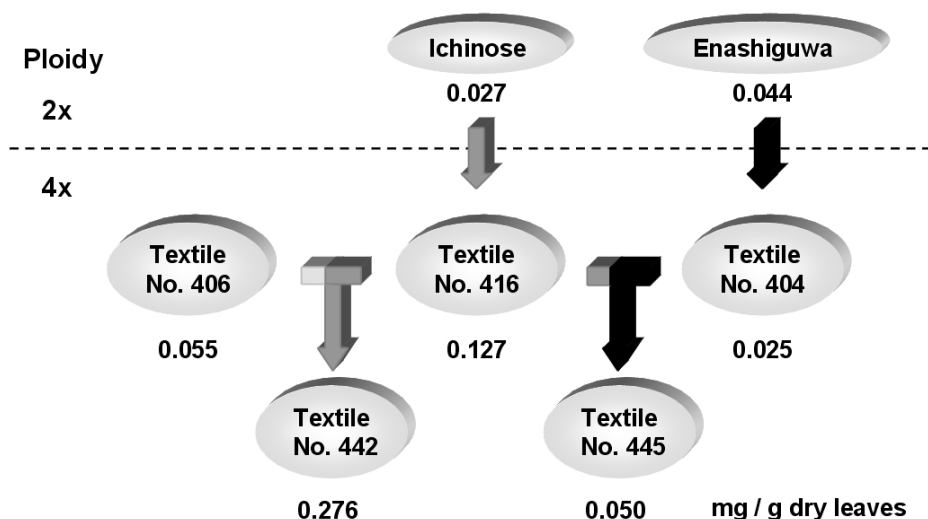 Ploidy
Ichinose
Enashiguwa
2x
0.027
0.044
4x
Textile
No. 406
Textile
No. 416
Textile
No. 404
0.055
0.127
0.025
Textile
No. 442
Textile
No. 445
0.276
0.050
mg / g dry leaves